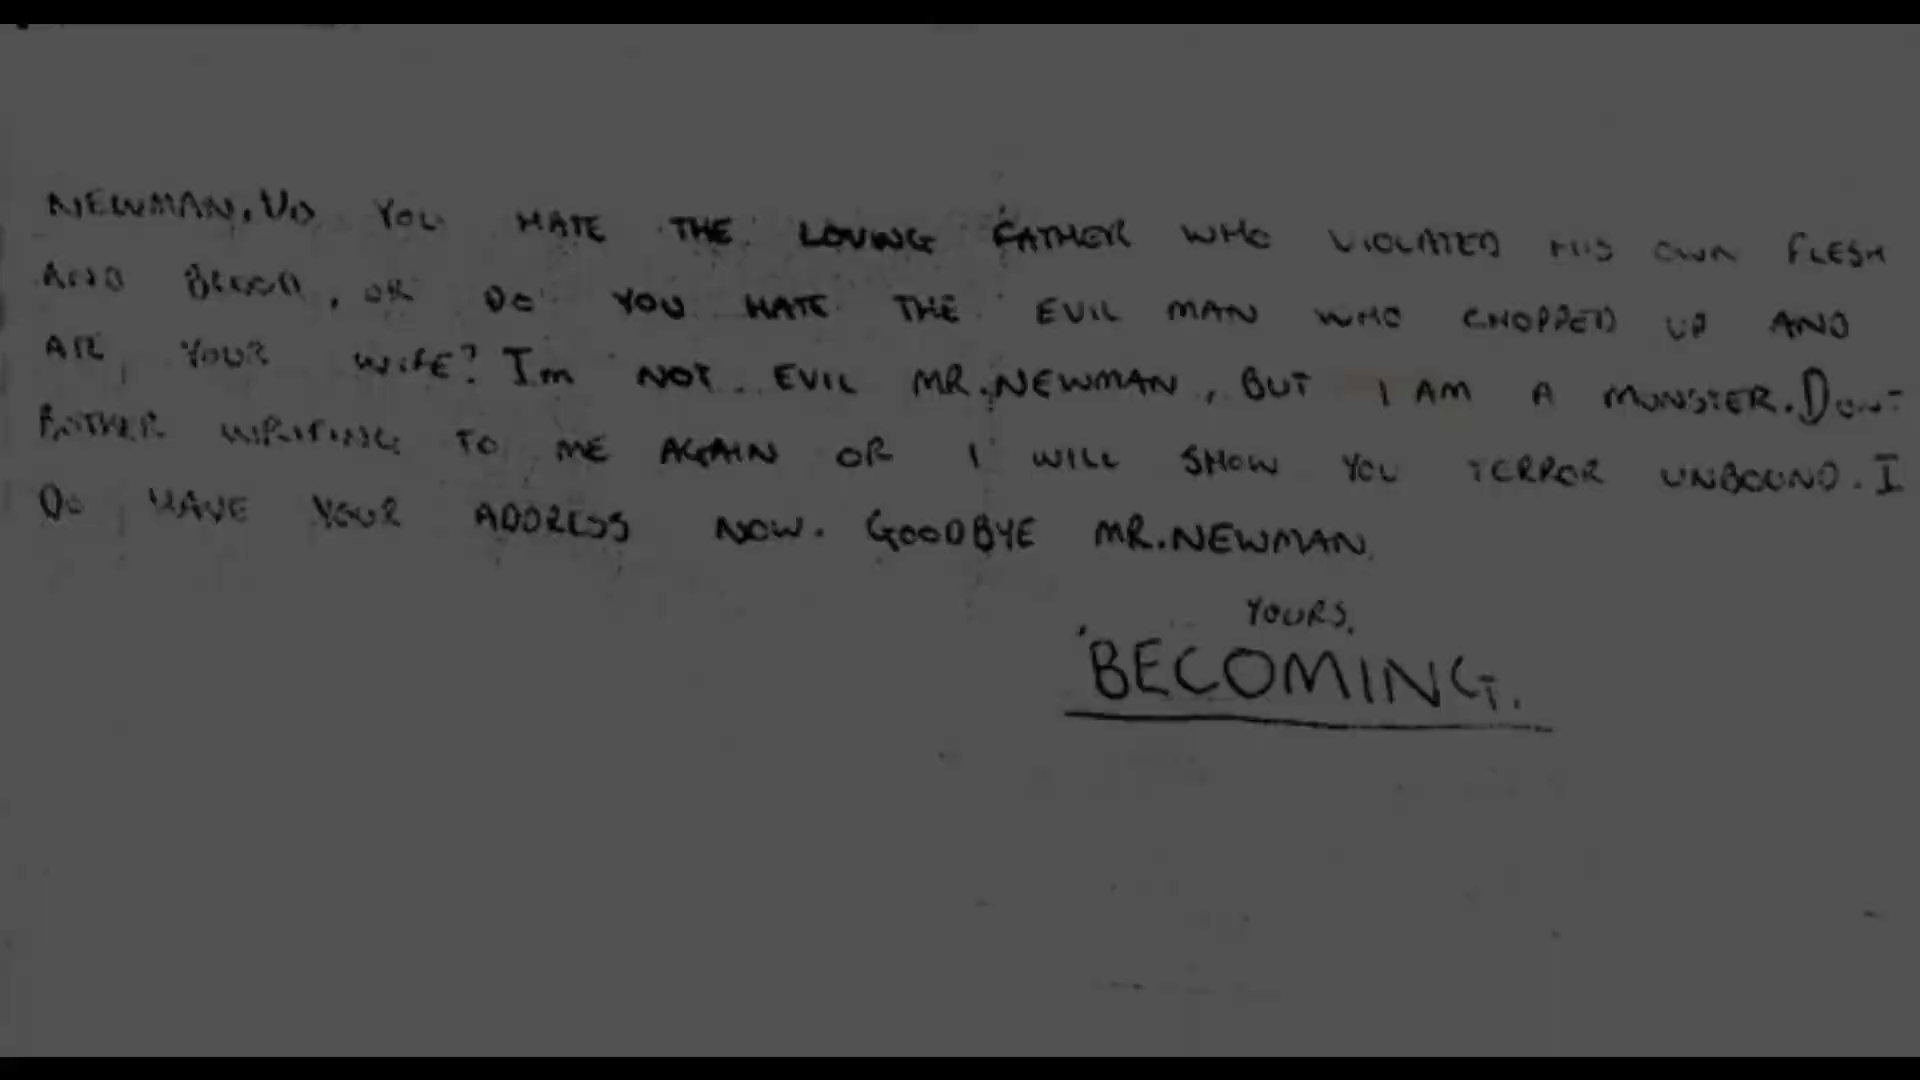 NEWMAN. DO YOU HATE THE LOVING FATHER WHO VIOLATED HIS OWN FLESH
AND BLOOD, OR DO YOU HATE THE EVIL MAN WHO CHOPPED UP AND
ATE YOUR WIFE? Im NOT EVIL MR. NEWMAN, BUT I AM A MONSTER. Dont
BOTHER WRITING TO ME AGAIN OR I WILL SHOW YOU TERROR UNBOUND. I
DO HAVE YOUR ADDRESS NOW. GOODBYE MR. NEWMAN.
YOURS,
BECOMING.